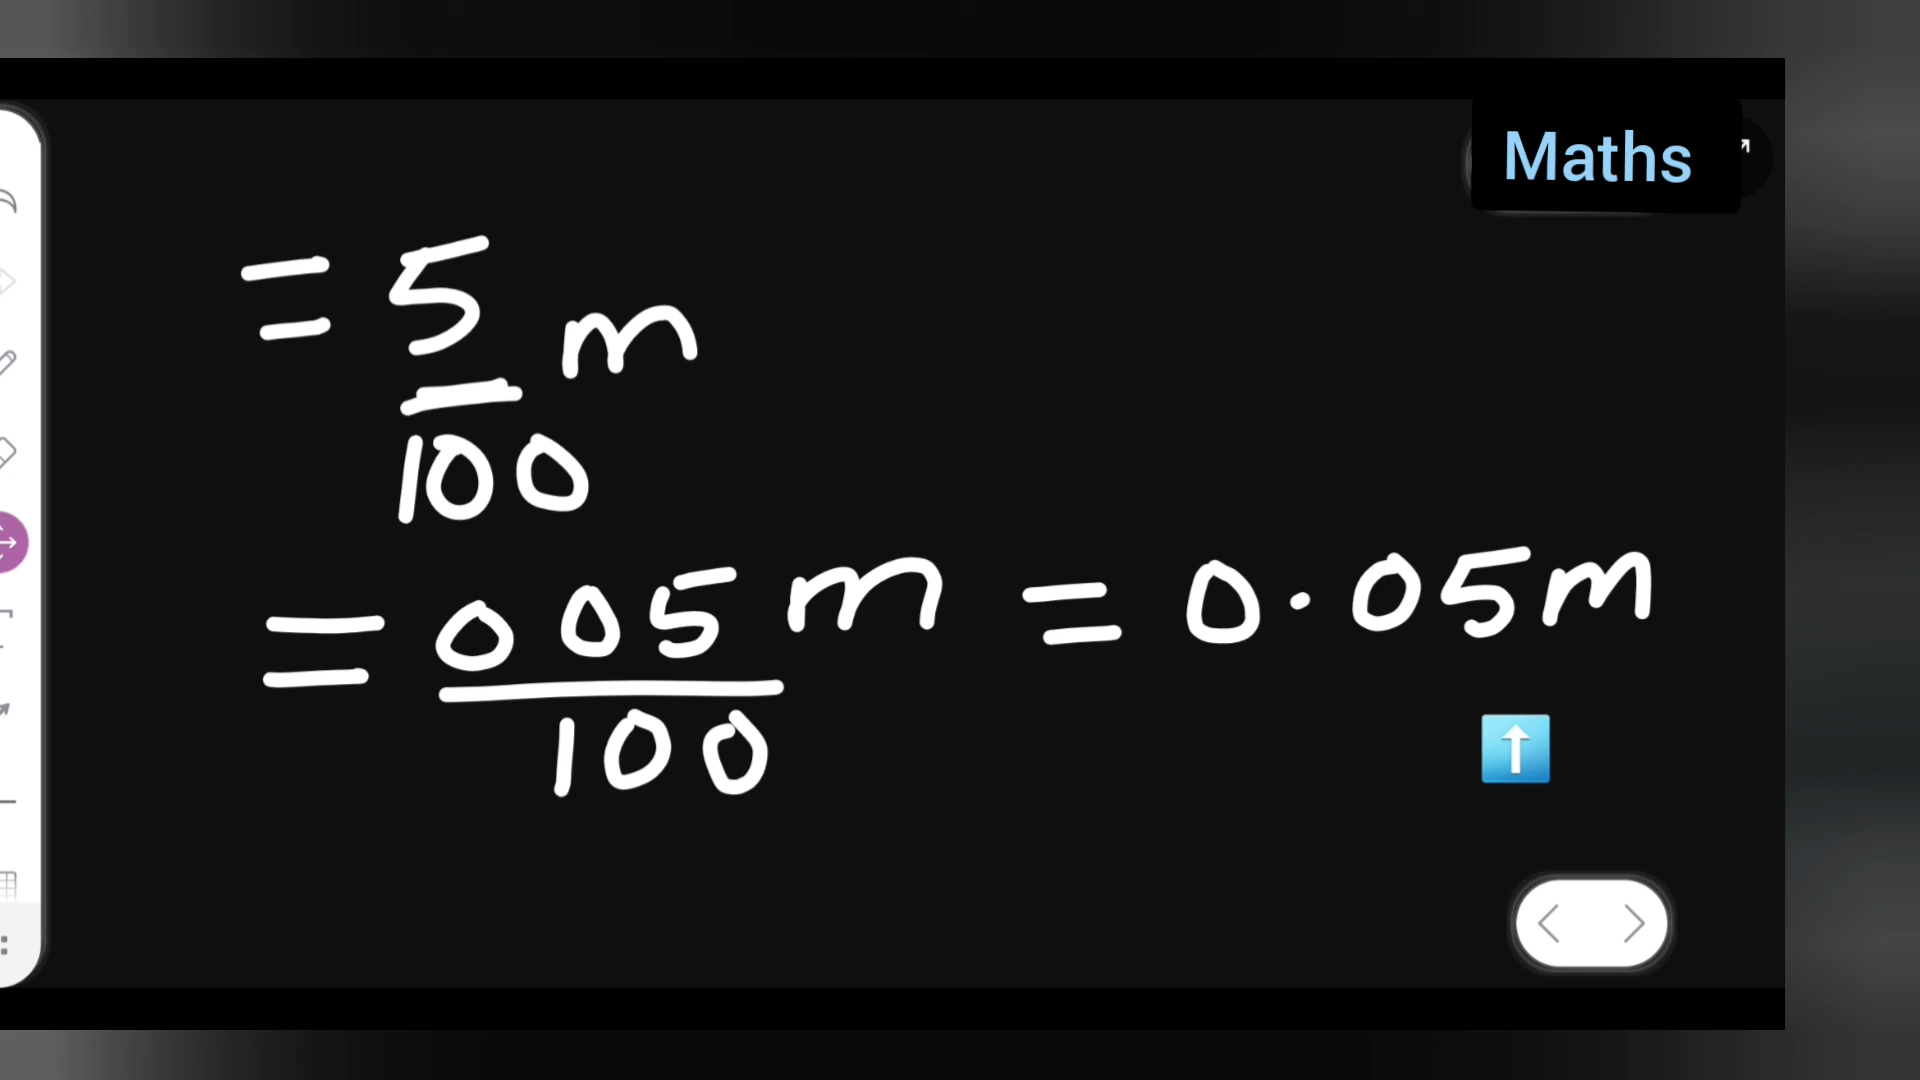 Maths
= 5/100 m
= 005/100 m = 0.05m